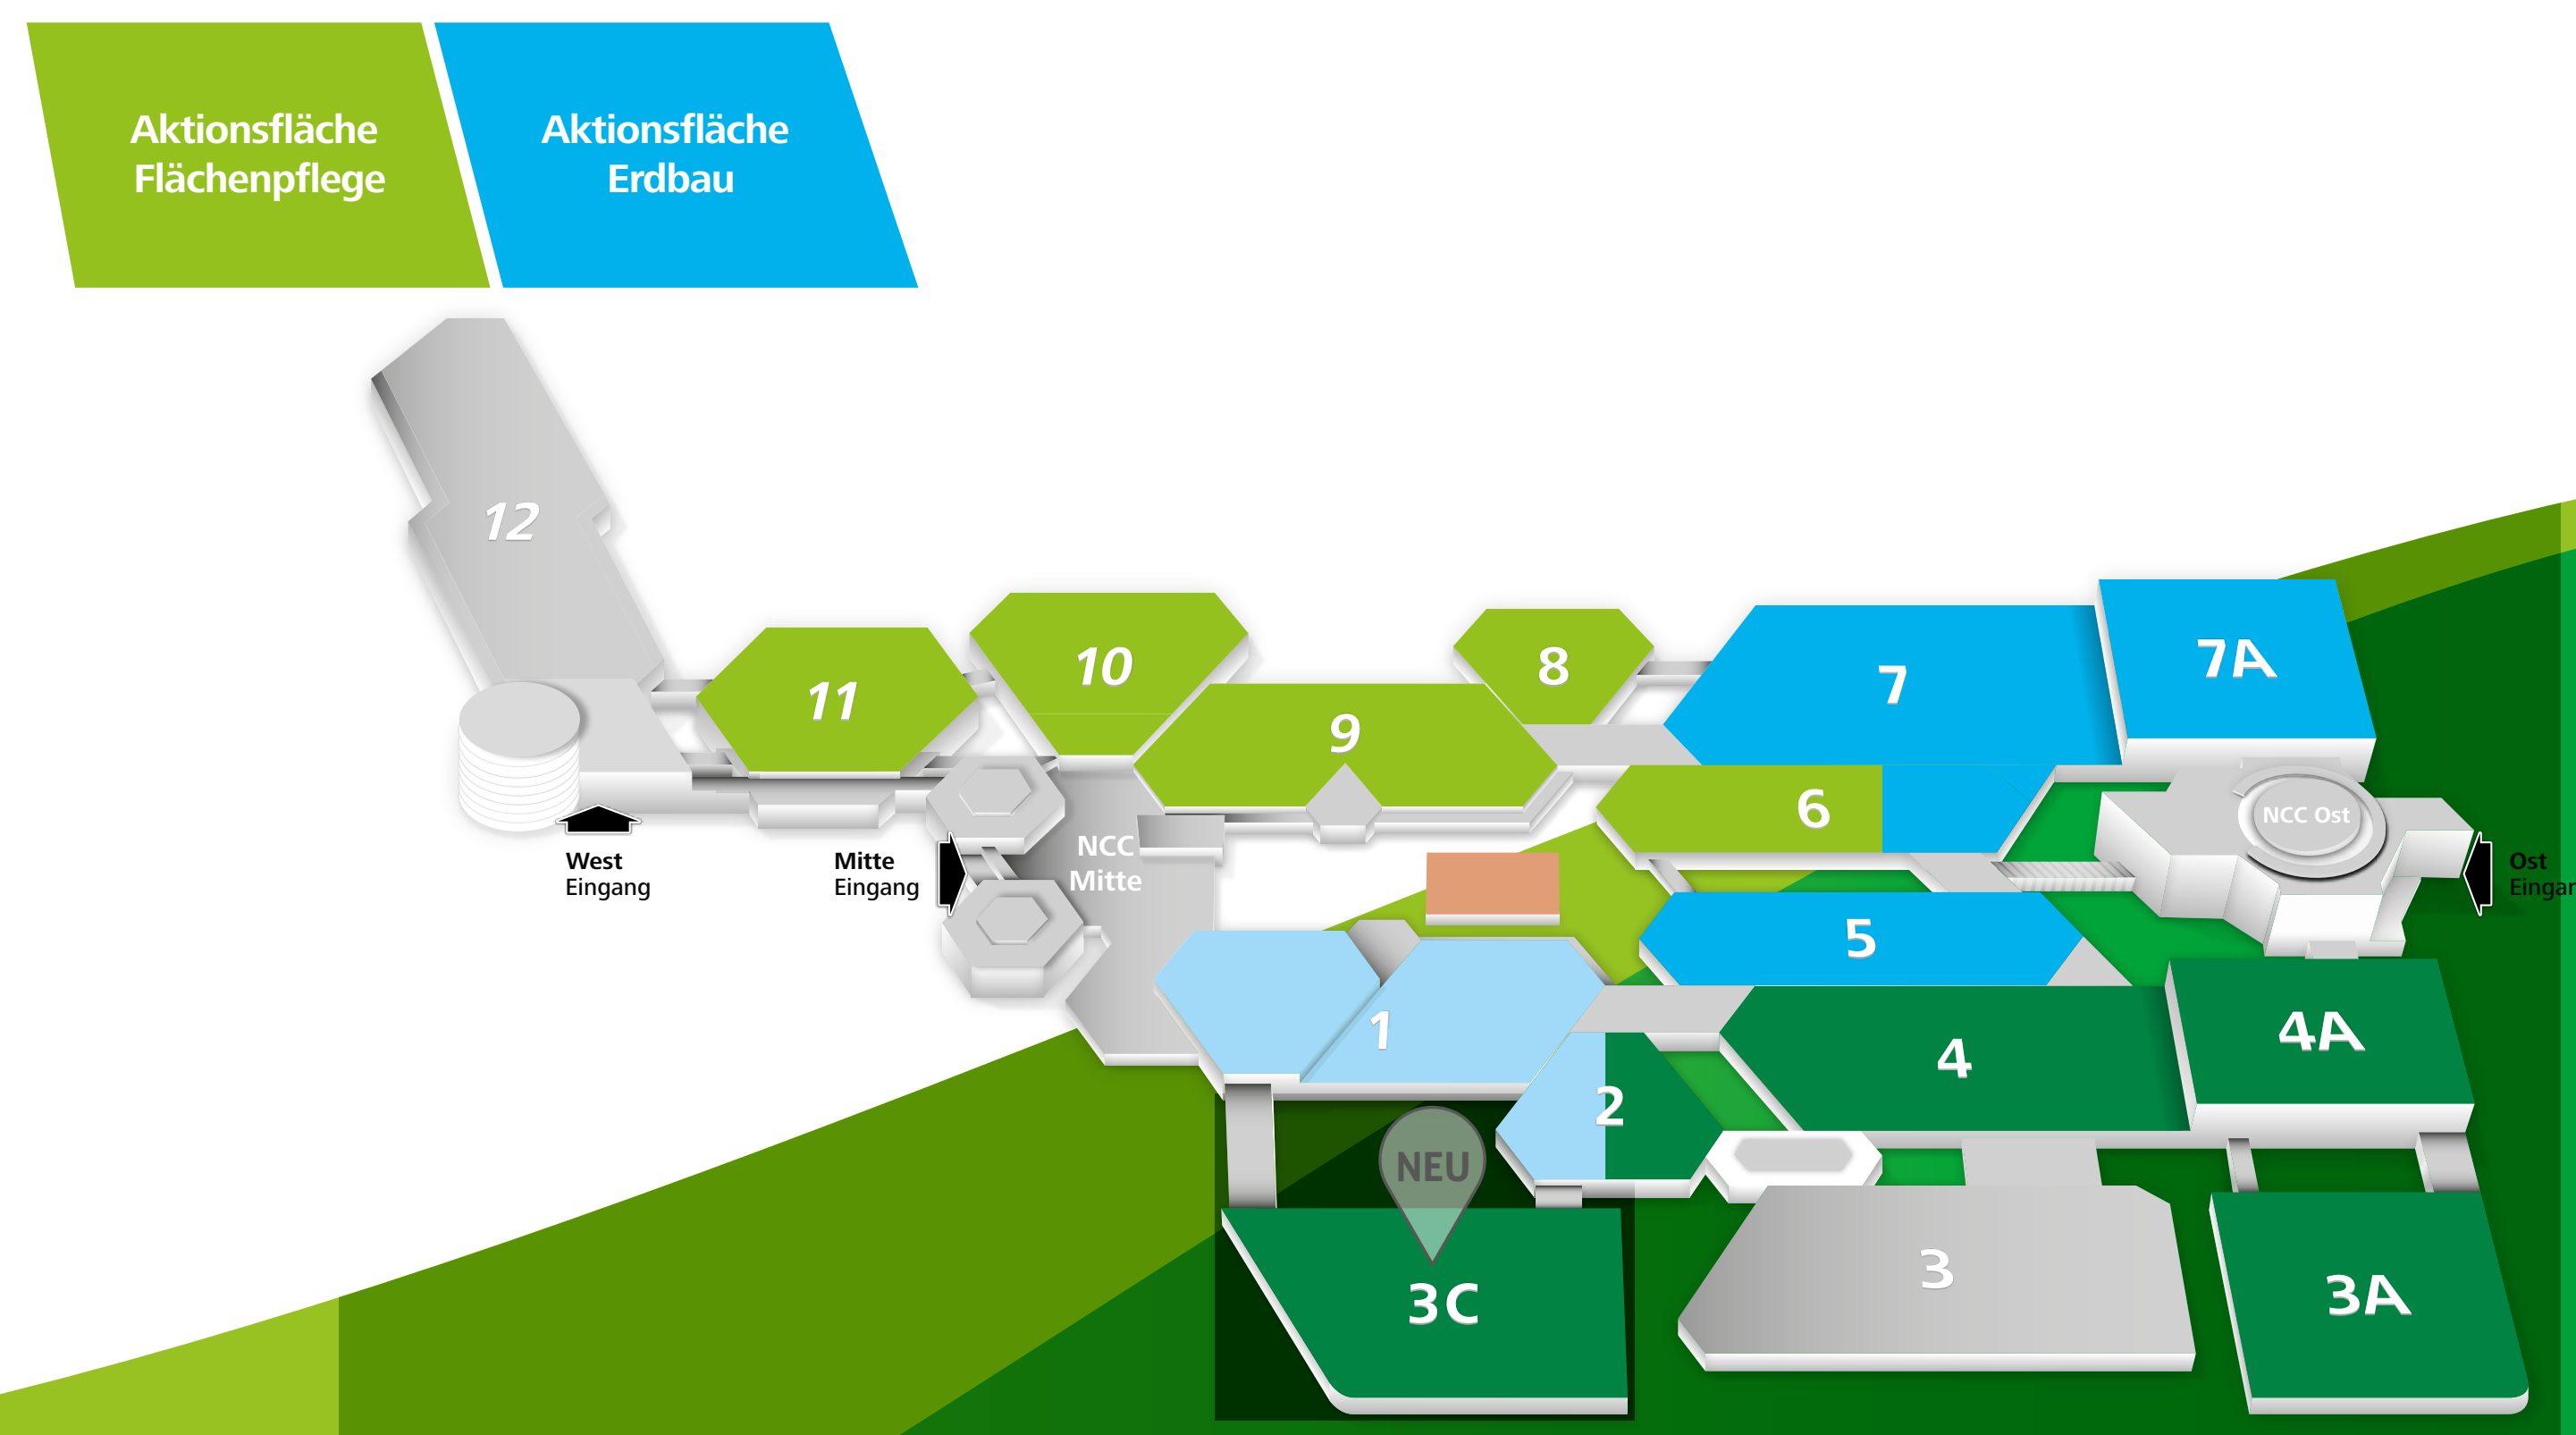 Aktionsfläche
Flächenpflege
Aktionsfläche
Erdbau
12
11
10
9
8
7
7A
6
NCC Ost
West
Eingang
Mitte
Eingang
NCC
Mitte
Ost
Eingan
5
1
4
4A
2
NEU
3C
3
3A